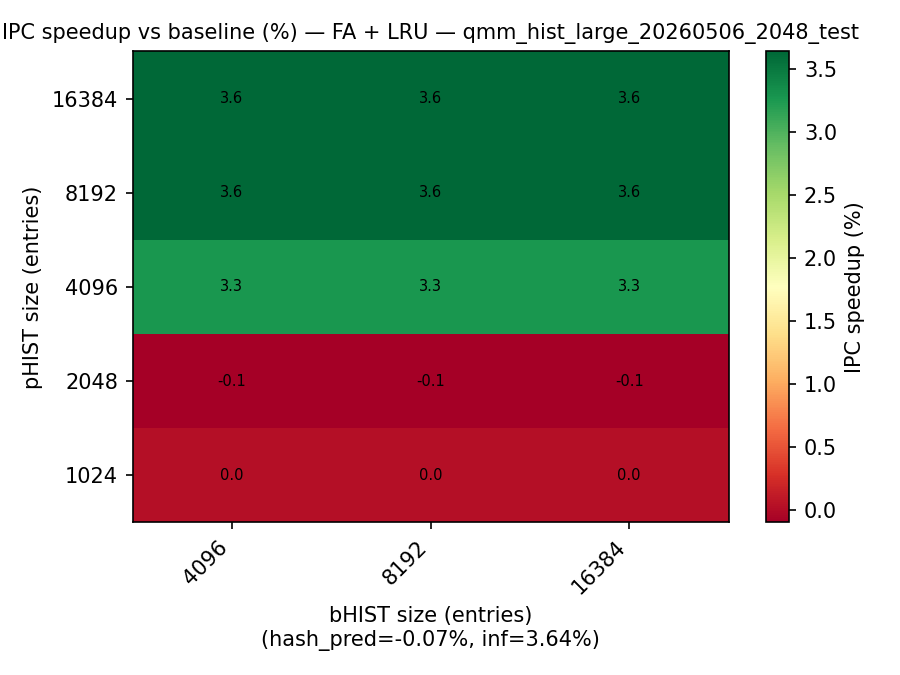 IPC speedup vs baseline (%) — FA + LRU — qmm_hist_large_20260506_2048_test
pHIST size (entries)
16384 3.6 3.6 3.6
8192 3.6 3.6 3.6
4096 3.3 3.3 3.3
2048 -0.1 -0.1 -0.1
1024 0.0 0.0 0.0
4096 8192 16384
bHIST size (entries)
(hash_pred=-0.07%, inf=3.64%)
3.5
3.0
2.5
2.0
1.5
1.0
0.5
0.0
IPC speedup (%)